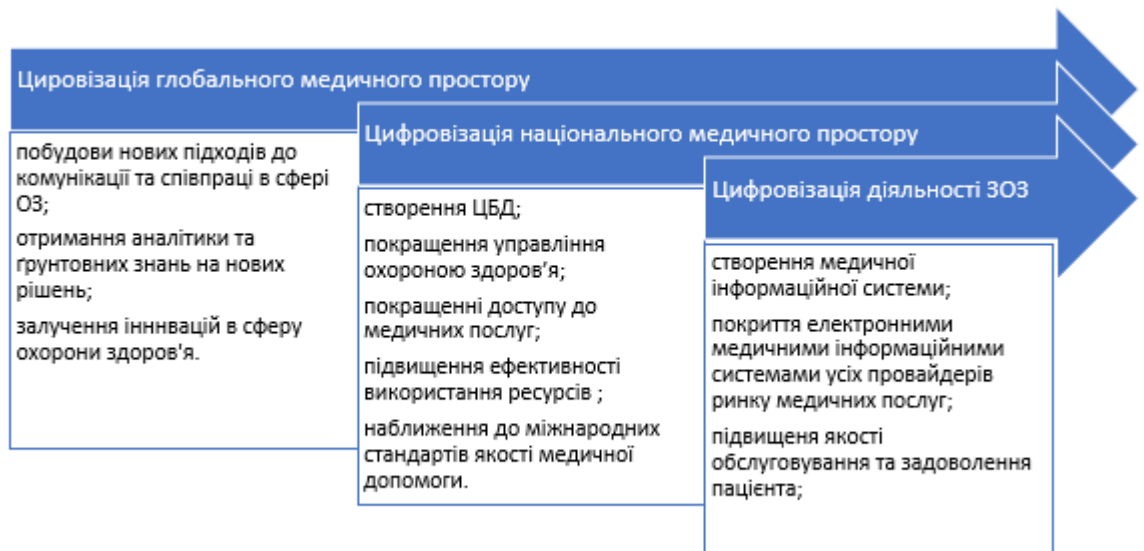 Цировізація глобального медичного простору
побудови нових підходів до
комунікації та співпраці в сфері
ОЗ;
отримання аналітики та
ґрунтовних знань на нових
рішень;
залучення інннвацій в сферу
охорони здоров'я.
Цифровізація національного медичного простору
створення ЦБД;
покращення управління
охороною здоров’я;
покращенні доступу до
медичних послуг;
підвищення ефективності
використання ресурсів ;
наближення до міжнародних
стандартів якості медичної
допомоги.
Цифровізація діяльності ЗОЗ
створення медичної
інформаційної системи;
покриття електронними
медичними інформаційними
системами усіх провайдерів
ринку медичних послуг;
підвищеня якості
обслуговування та задоволення
пацієнта;